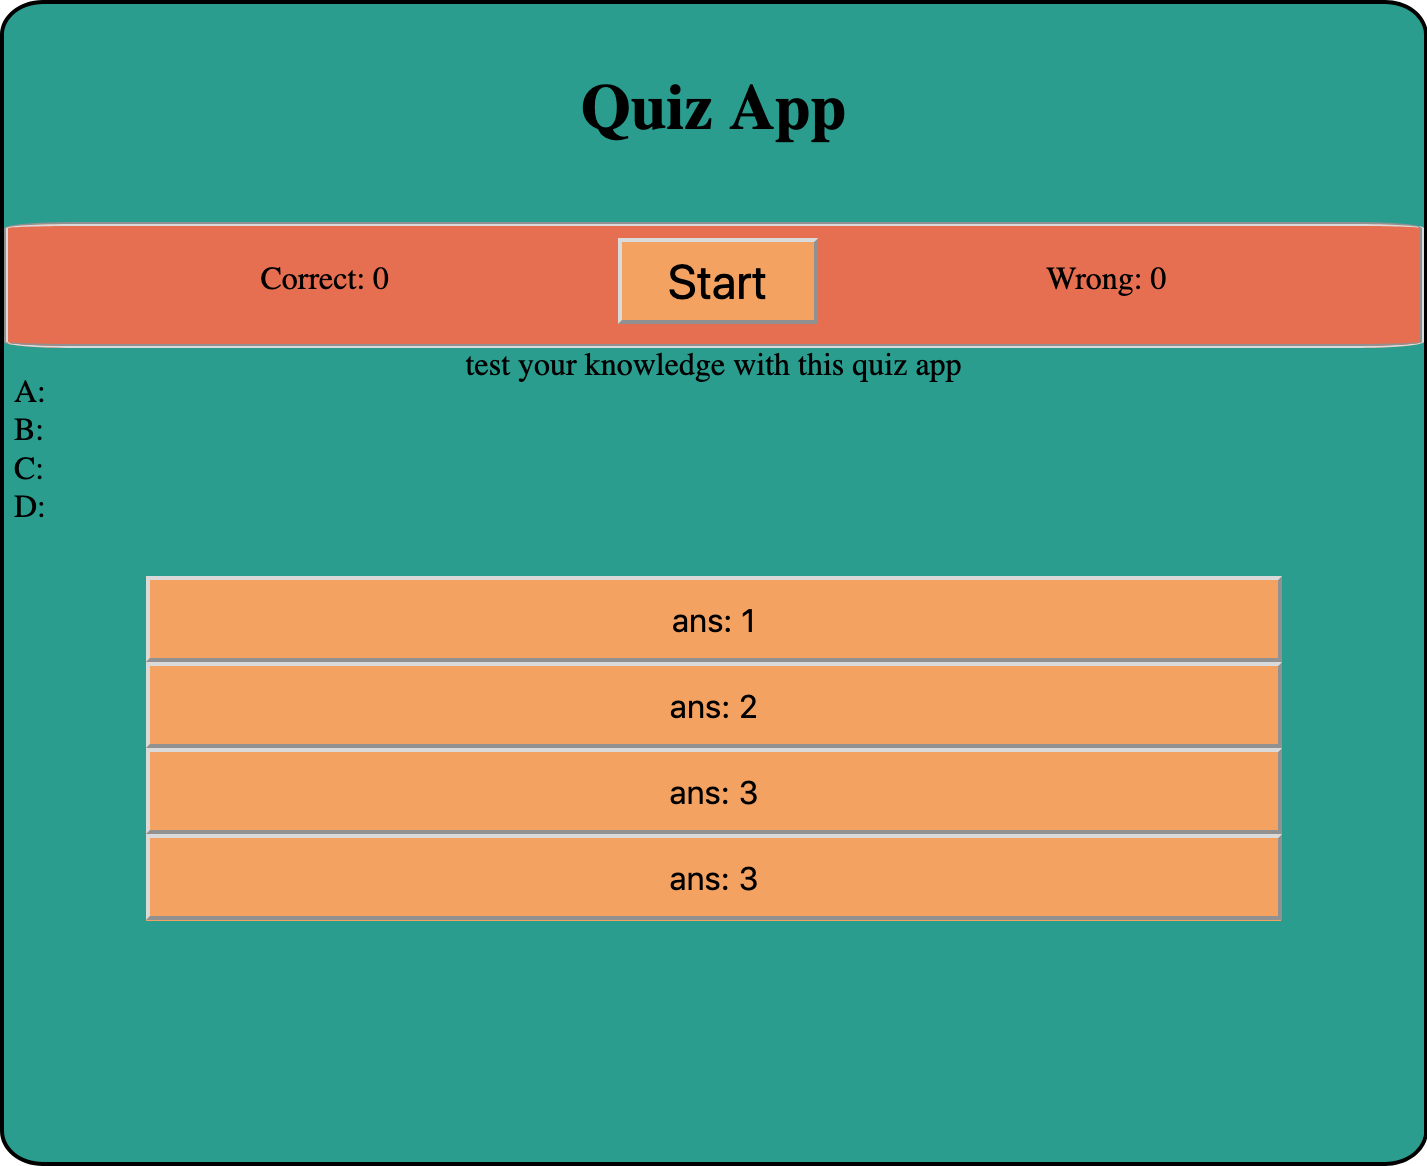 Quiz App
Correct: 0 Start Wrong: 0
test your knowledge with this quiz app
A:
B:
C:
D:
ans: 1
ans: 2
ans: 3
ans: 3